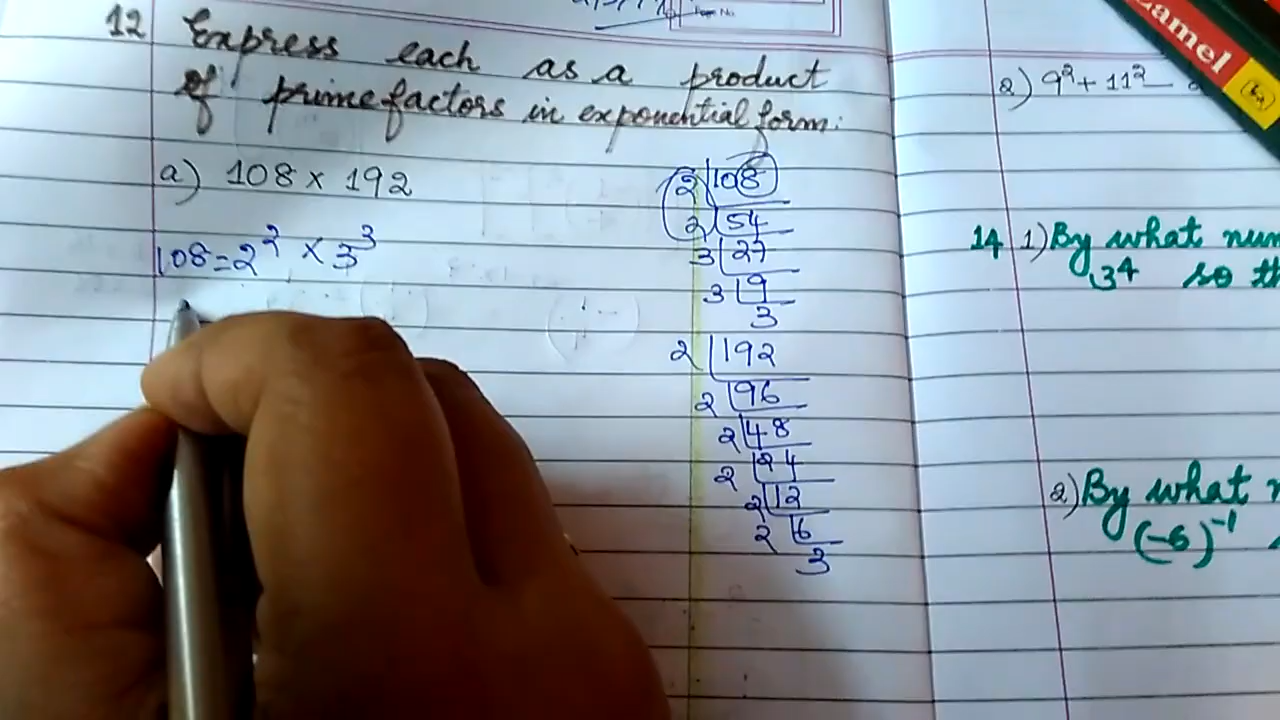 12 Express each as a product
of prime factors in exponential form:
a) 108 × 192
108 = 2² × 3³
2 | 108
2 | 54
3 | 27
3 | 9
3
2 | 192
2 | 96
2 | 48
2 | 24
2 | 12
2 | 6
3
2) 9² + 11² —
14 1) By what num
3⁴ so th
2) By what n
(-6)⁻¹
Camel